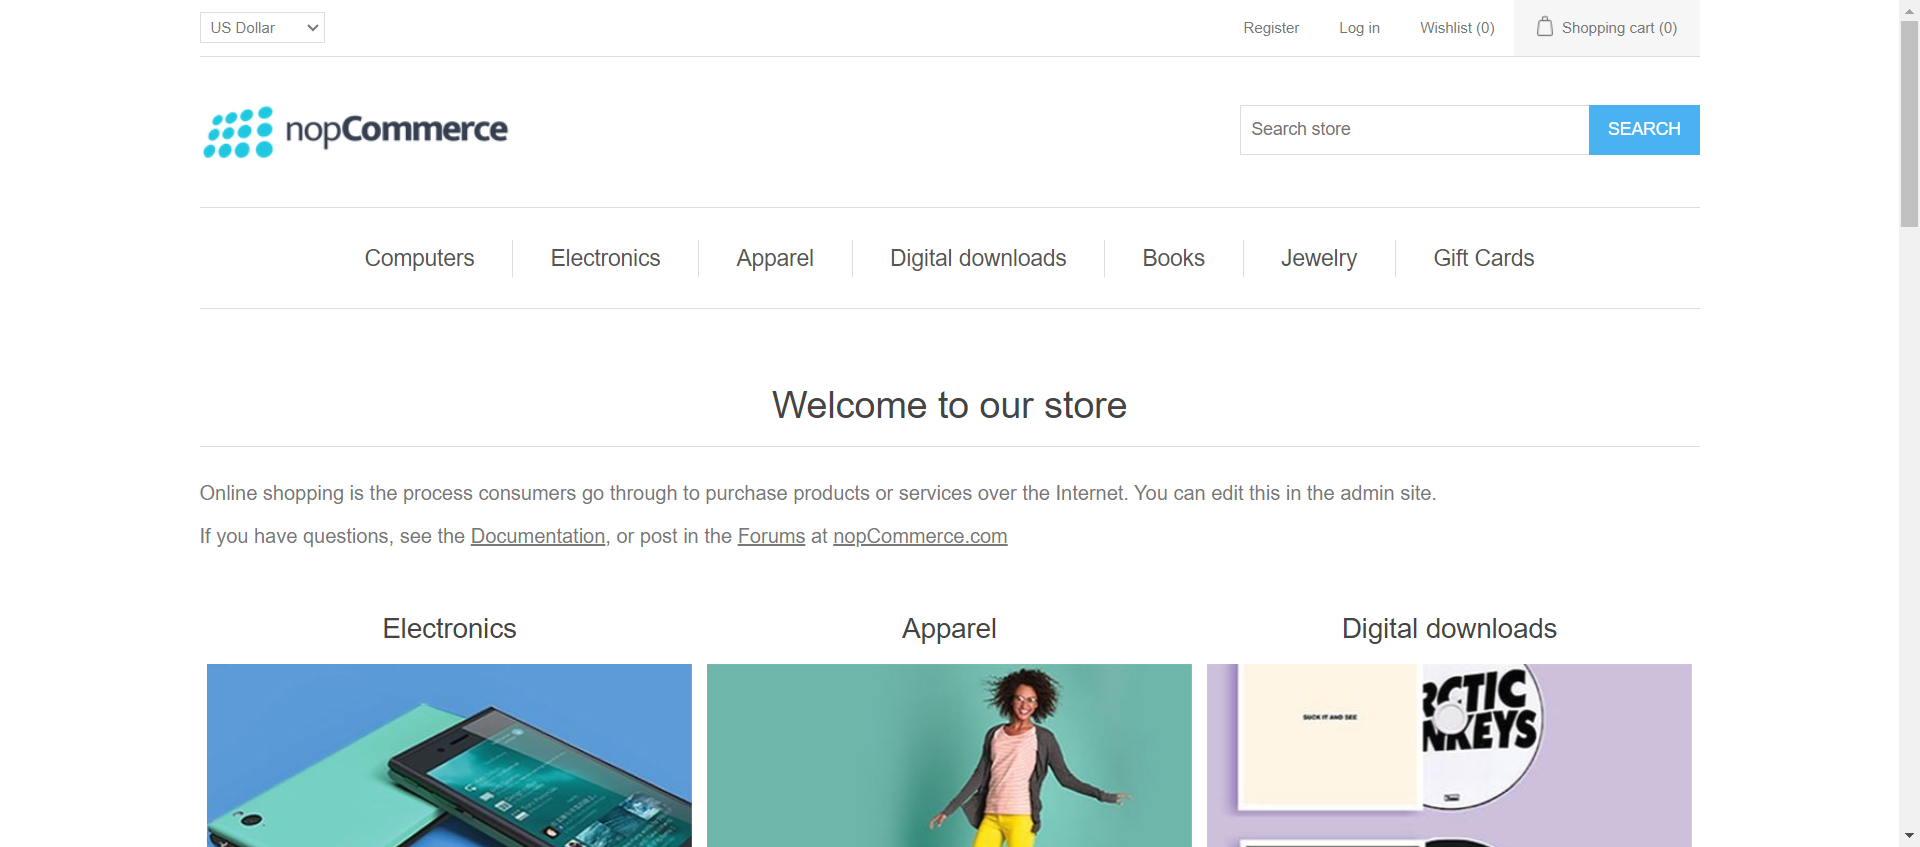 US Dollar
Register
Log in
Wishlist (0)
Shopping cart (0)
nopCommerce
Search store
SEARCH
Computers
Electronics
Apparel
Digital downloads
Books
Jewelry
Gift Cards
Welcome to our store
Online shopping is the process consumers go through to purchase products or services over the Internet. You can edit this in the admin site.
If you have questions, see the Documentation, or post in the Forums at nopCommerce.com
Electronics
Apparel
Digital downloads
SUCK IT AND SEE
RCTIC
NKEYS